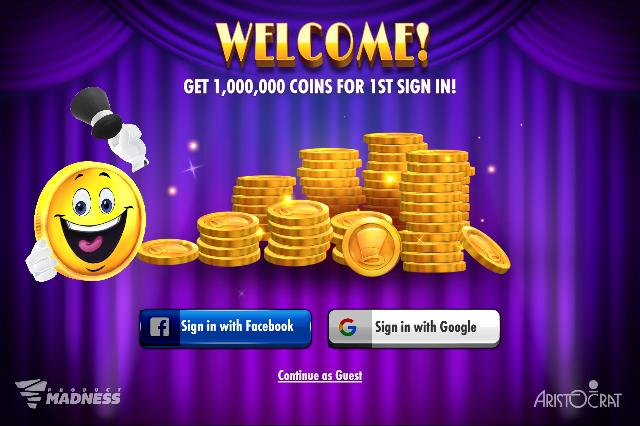 WELCOME!
GET 1,000,000 COINS FOR 1ST SIGN IN!
Sign in with Facebook
Sign in with Google
Continue as Guest
PRODUCT
MADNESS
ARISTOCRAT